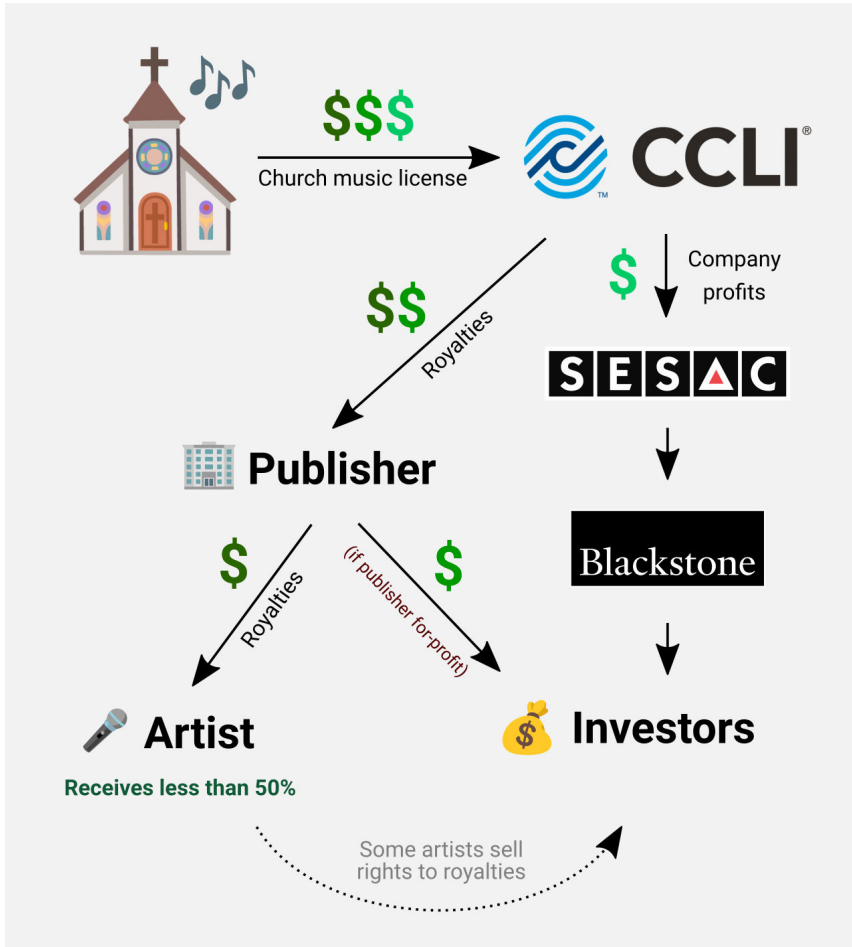 $$$
Church music license
CCLI®
™
$
Company
profits
$$
Royalties
SESAC
Publisher
$
Royalties
$
(if publisher for-profit)
Blackstone
Artist
Receives less than 50%
$
Investors
Some artists sell
rights to royalties